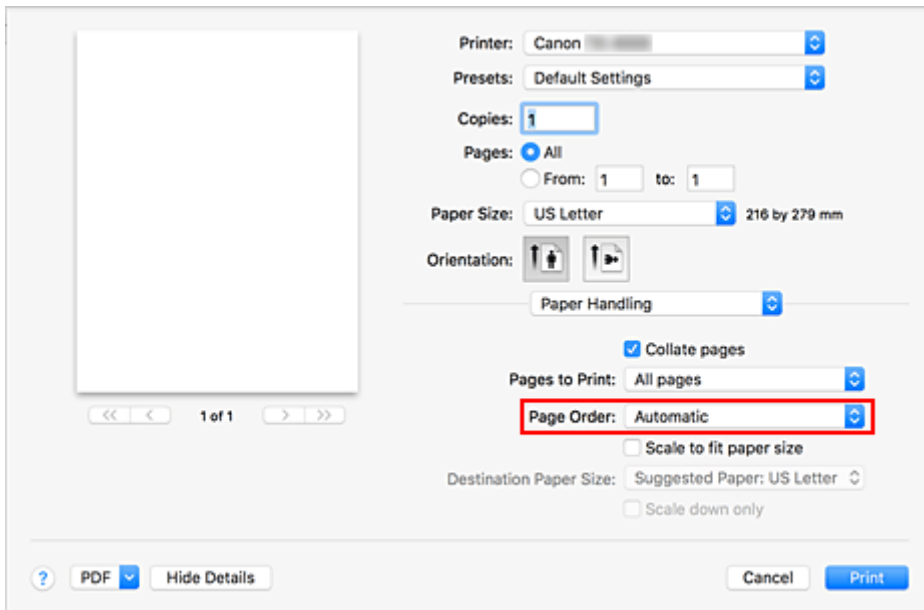 Printer: Canon
Presets: Default Settings
Copies: 1
Pages: All
From: 1 to: 1
Paper Size: US Letter 216 by 279 mm
Orientation:
Paper Handling
Collate pages
Pages to Print: All pages
1 of 1
Page Order: Automatic
Scale to fit paper size
Destination Paper Size: Suggested Paper: US Letter
Scale down only
? PDF Hide Details Cancel Print